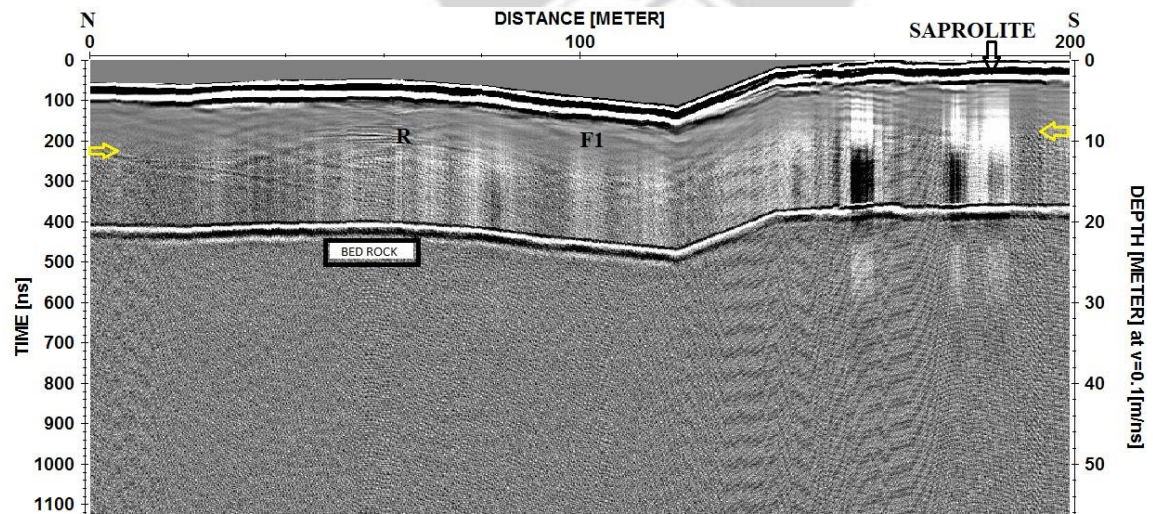 N DISTANCE [METER] S
SAPROLITE
0 100 200
0 0
100
200 R F1 10
300
400 20
BED ROCK
500
600 30
700
800 40
900
1000 50
1100
TIME [ns]
DEPTH [METER] at v=0.1[m/ns]